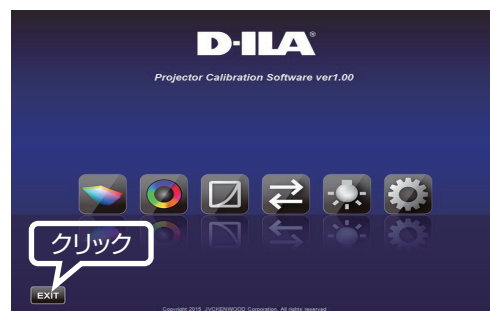 D-ILA®
Projector Calibration Software ver1.00
クリック
EXIT
Copyright 2015 JVCKENWOOD Corporation, All rights reserved